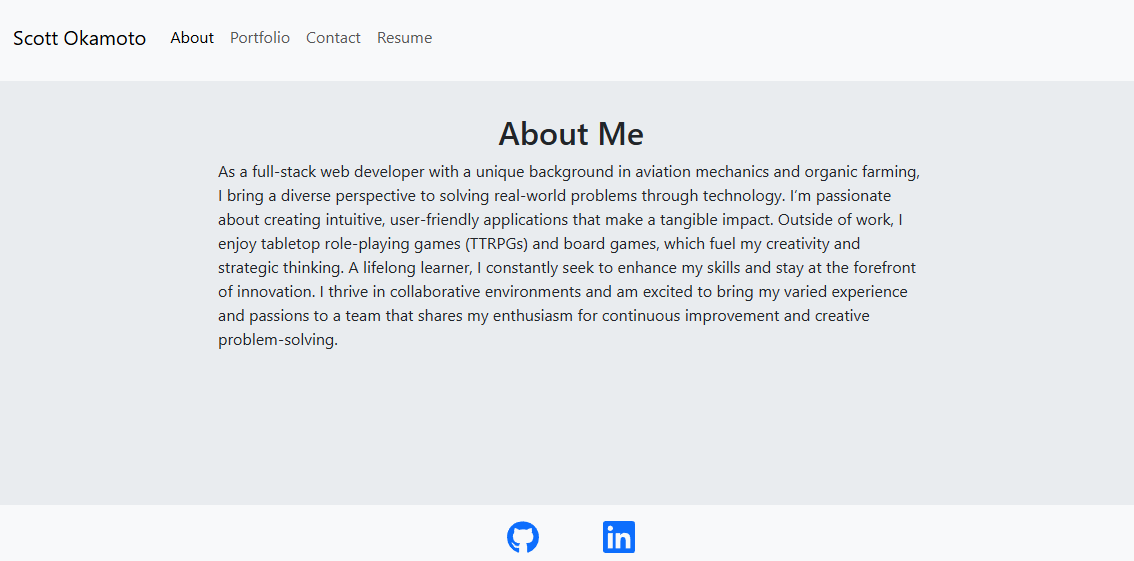 Scott Okamoto About Portfolio Contact Resume
About Me
As a full-stack web developer with a unique background in aviation mechanics and organic farming,
I bring a diverse perspective to solving real-world problems through technology. I’m passionate
about creating intuitive, user-friendly applications that make a tangible impact. Outside of work, I
enjoy tabletop role-playing games (TTRPGs) and board games, which fuel my creativity and
strategic thinking. A lifelong learner, I constantly seek to enhance my skills and stay at the forefront
of innovation. I thrive in collaborative environments and am excited to bring my varied experience
and passions to a team that shares my enthusiasm for continuous improvement and creative
problem-solving.
in